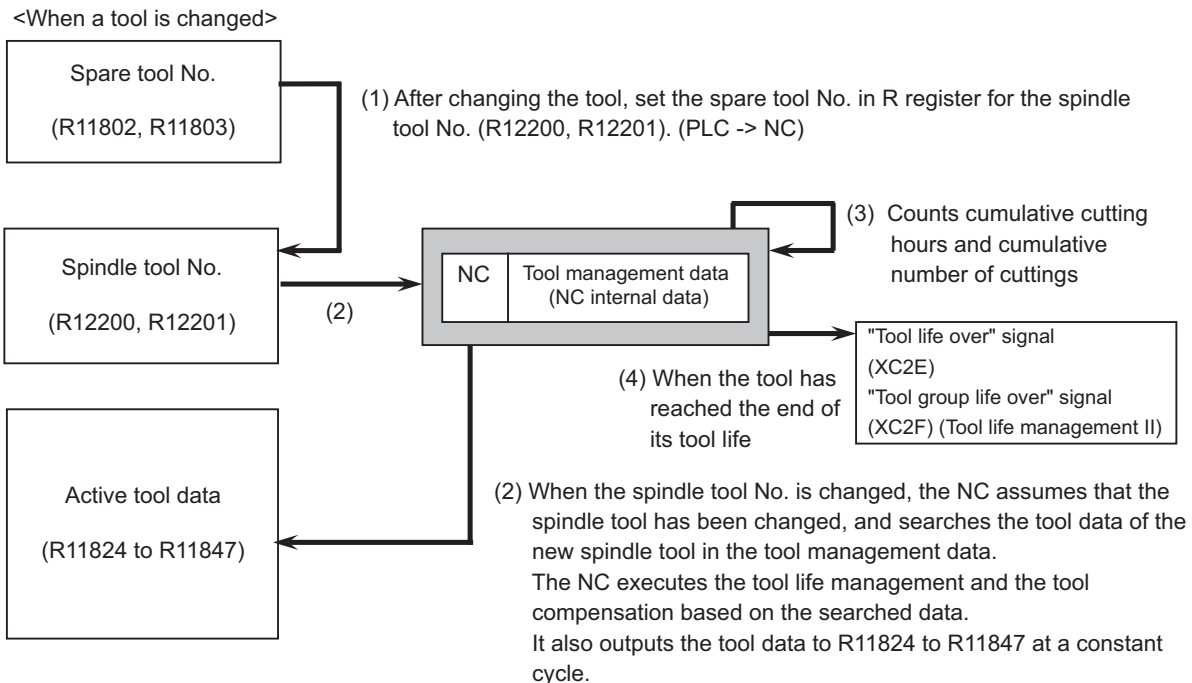 <When a tool is changed>
Spare tool No.
(R11802, R11803)
(1) After changing the tool, set the spare tool No. in R register for the spindle
tool No. (R12200, R12201). (PLC -> NC)
Spindle tool No.
(R12200, R12201)
(2)
NC
Tool management data
(NC internal data)
(3) Counts cumulative cutting
hours and cumulative
number of cuttings
(4) When the tool has
reached the end of
its tool life
"Tool life over" signal
(XC2E)
"Tool group life over" signal
(XC2F) (Tool life management II)
Active tool data
(R11824 to R11847)
(2) When the spindle tool No. is changed, the NC assumes that the
spindle tool has been changed, and searches the tool data of the
new spindle tool in the tool management data.
The NC executes the tool life management and the tool
compensation based on the searched data.
It also outputs the tool data to R11824 to R11847 at a constant
cycle.